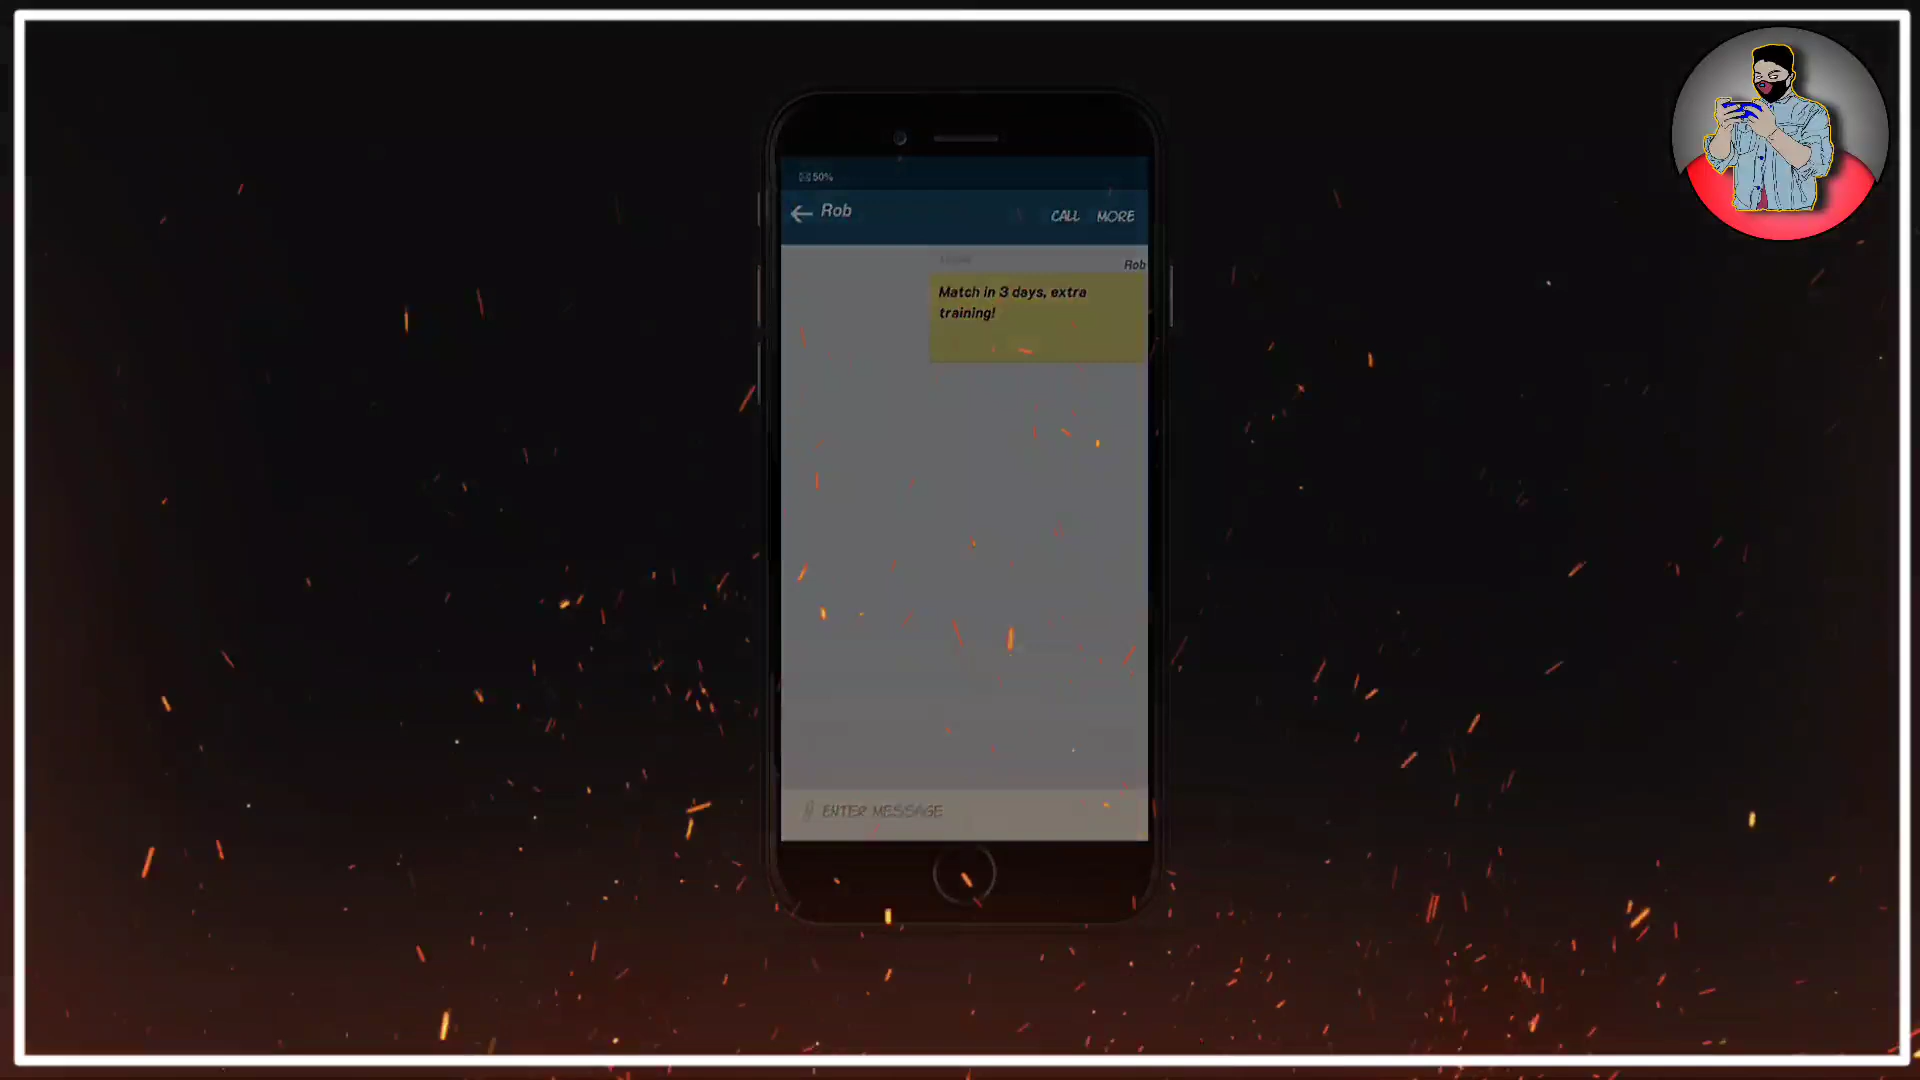 50%
Rob
CALL MORE
Rob
Match in 3 days, extra
training!
ENTER MESSAGE